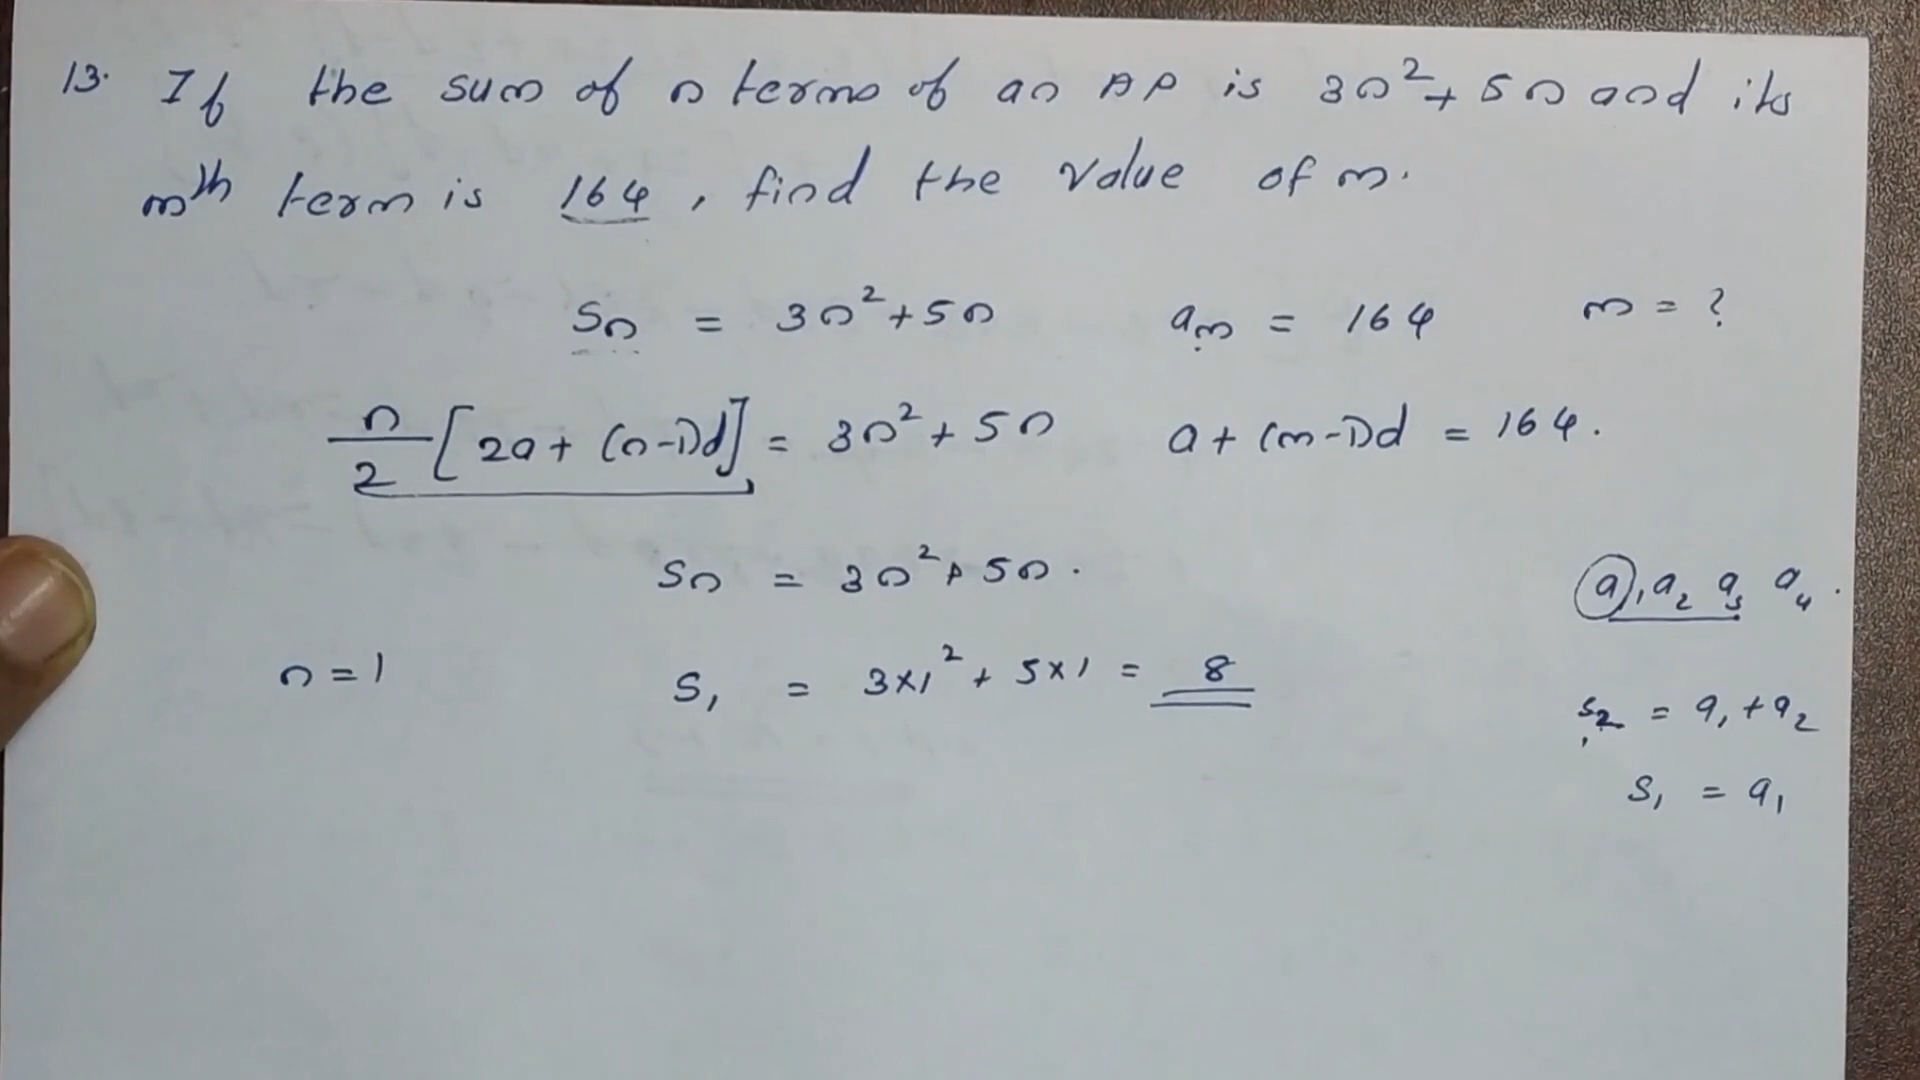 13. If the sum of n terms of an AP is 3n² + 5n and its
mth term is 164, find the value of m.
Sn = 3n² + 5n am = 164 m = ?
n/2 [2a + (n-1)d] = 3n² + 5n a + (m-1)d = 164.
Sn = 3n² + 5n.
a1, a2 a3 a4.
n = 1 S1 = 3×1² + 5×1 = 8
S2 = a1 + a2
S1 = a1